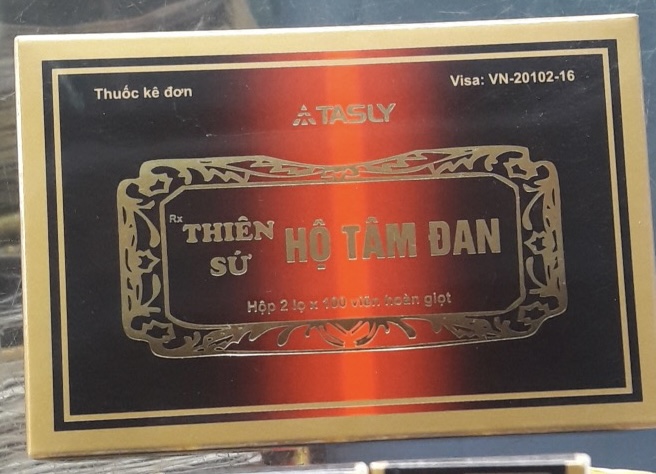 Thuốc kê đơn
Visa: VN-20102-16
TASLY
Rx THIÊN SỨ HỘ TÂM ĐAN
Hộp 2 lọ x 100 viên hoàn giọt